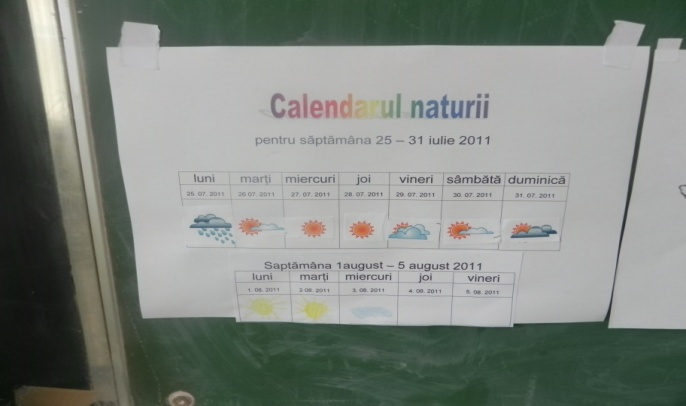 Calendarul naturii
pentru săptămâna 25 – 31 iulie 2011
luni marți miercuri joi vineri sâmbătă duminică
25. 07. 2011 26.07. 2011 27. 07. 2011 28. 07. 2011 29. 07. 2011 30. 07. 2011 31. 07. 2011
Saptămâna 1august – 5 august 2011
luni marți miercuri joi vineri
1. 08. 2011 2.08. 2011 3. 08. 2011 4. 08. 2011 5. 08. 2011